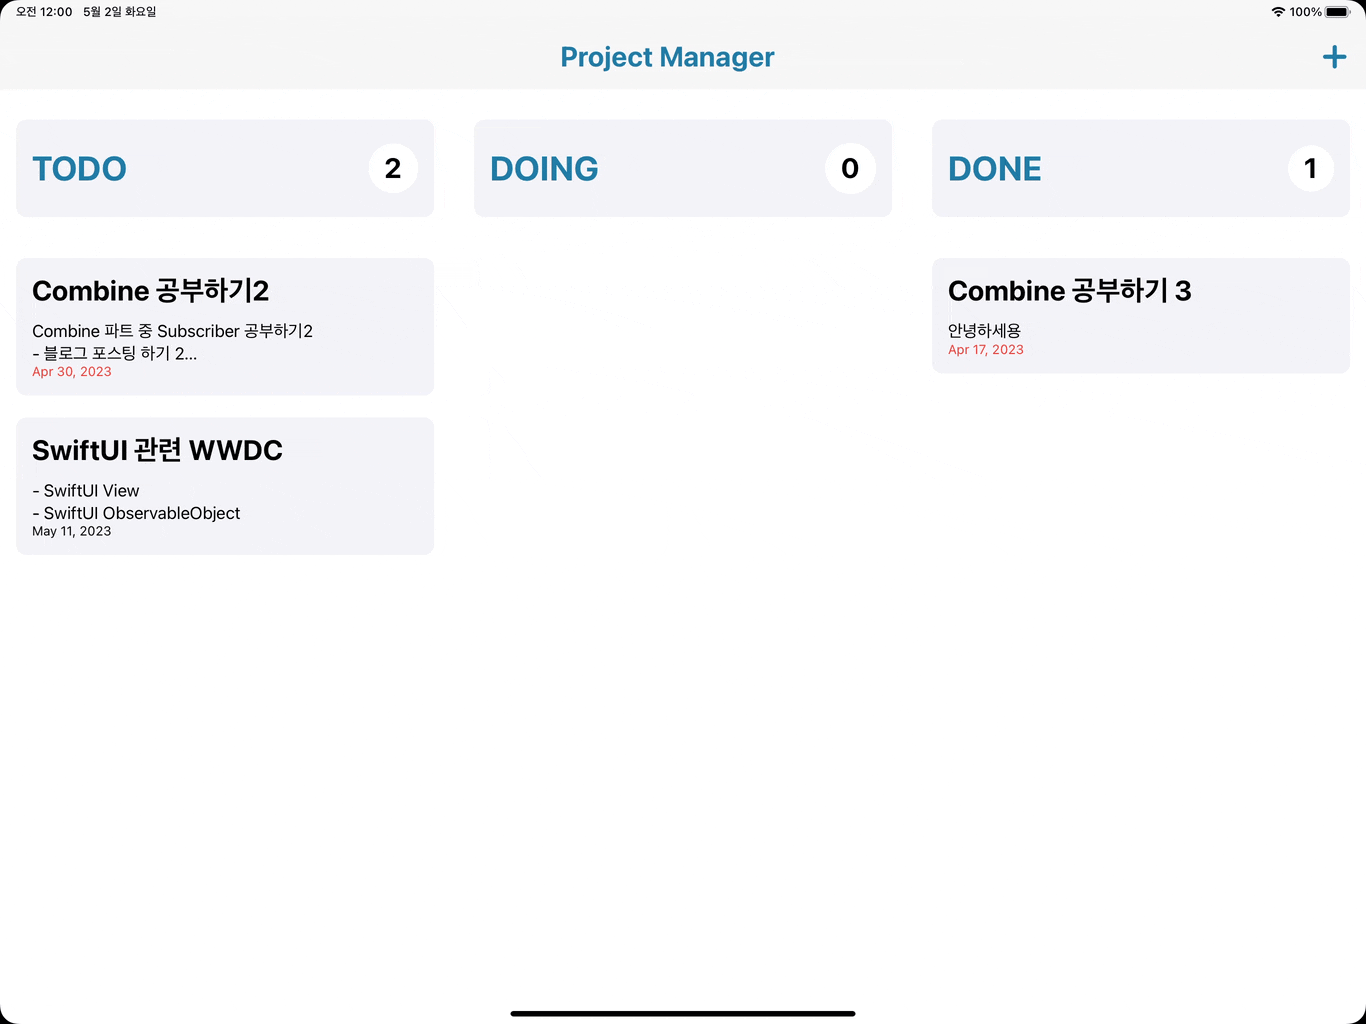 오전 12:00 5월 2일 화요일
100%
Project Manager
TODO 2
DOING 0
DONE 1
Combine 공부하기2
Combine 파트 중 Subscriber 공부하기2
- 블로그 포스팅 하기 2...
Apr 30, 2023
SwiftUI 관련 WWDC
- SwiftUI View
- SwiftUI ObservableObject
May 11, 2023
Combine 공부하기 3
안녕하세용
Apr 17, 2023